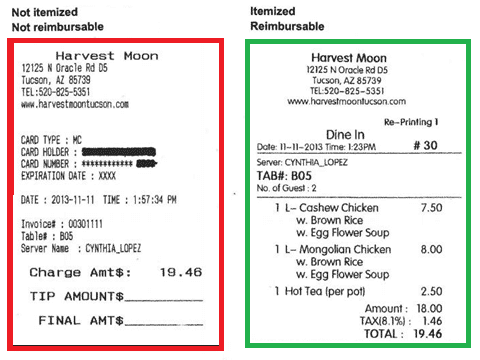 Not itemized
Not reimbursable
Harvest Moon
12125 N Oracle Rd D5
Tucson, AZ 85739
TEL:520-825-5351
www.harvestmoontucson.com
CARD TYPE : MC
CARD HOLDER :
CARD NUMBER : ************
EXPIRATION DATE : XXXX
DATE : 2013-11-11 TIME : 1:57:34 PM
Invoice# : 00301111
Table# : B05
Server Name : CYNTHIA_LOPEZ
Charge Amt$: 19.46
TIP AMOUNT$
FINAL AMT$
Itemized
Reimbursable
Harvest Moon
12125 N Oracle Rd D5
Tucson, AZ 85739
TEL:520-825-5351
www.harvestmoontucson.com
Re-Printing 1
Dine In
Date: 11-11-2013 Time: 1:23PM # 30
Server: CYNTHIA_LOPEZ
TAB#: B05
No. of Guest : 2
1 L- Cashew Chicken 7.50
w. Brown Rice
w. Egg Flower Soup
1 L- Mongolian Chicken 8.00
w. Brown Rice
w. Egg Flower Soup
1 Hot Tea (per pot) 2.50
Amount : 18.00
TAX(8.1%) : 1.46
TOTAL : 19.46